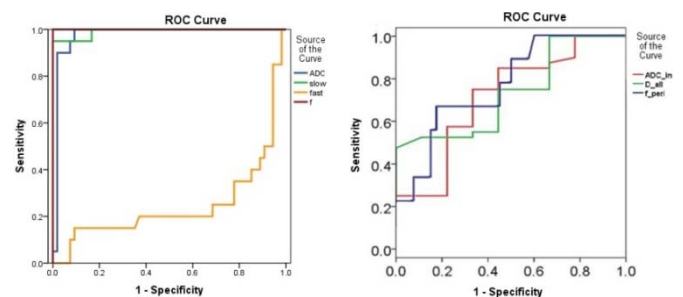 ROC Curve
Source of the Curve
ADC
slow
fast
f
Sensitivity
1.0
0.8
0.6
0.4
0.2
0.0
0.0 0.2 0.4 0.6 0.8 1.0
1 - Specificity
ROC Curve
Source of the Curve
ADC_in
D_all
f_peri
Sensitivity
1.0
0.8
0.6
0.4
0.2
0.0
0.0 0.2 0.4 0.6 0.8 1.0
1 - Specificity